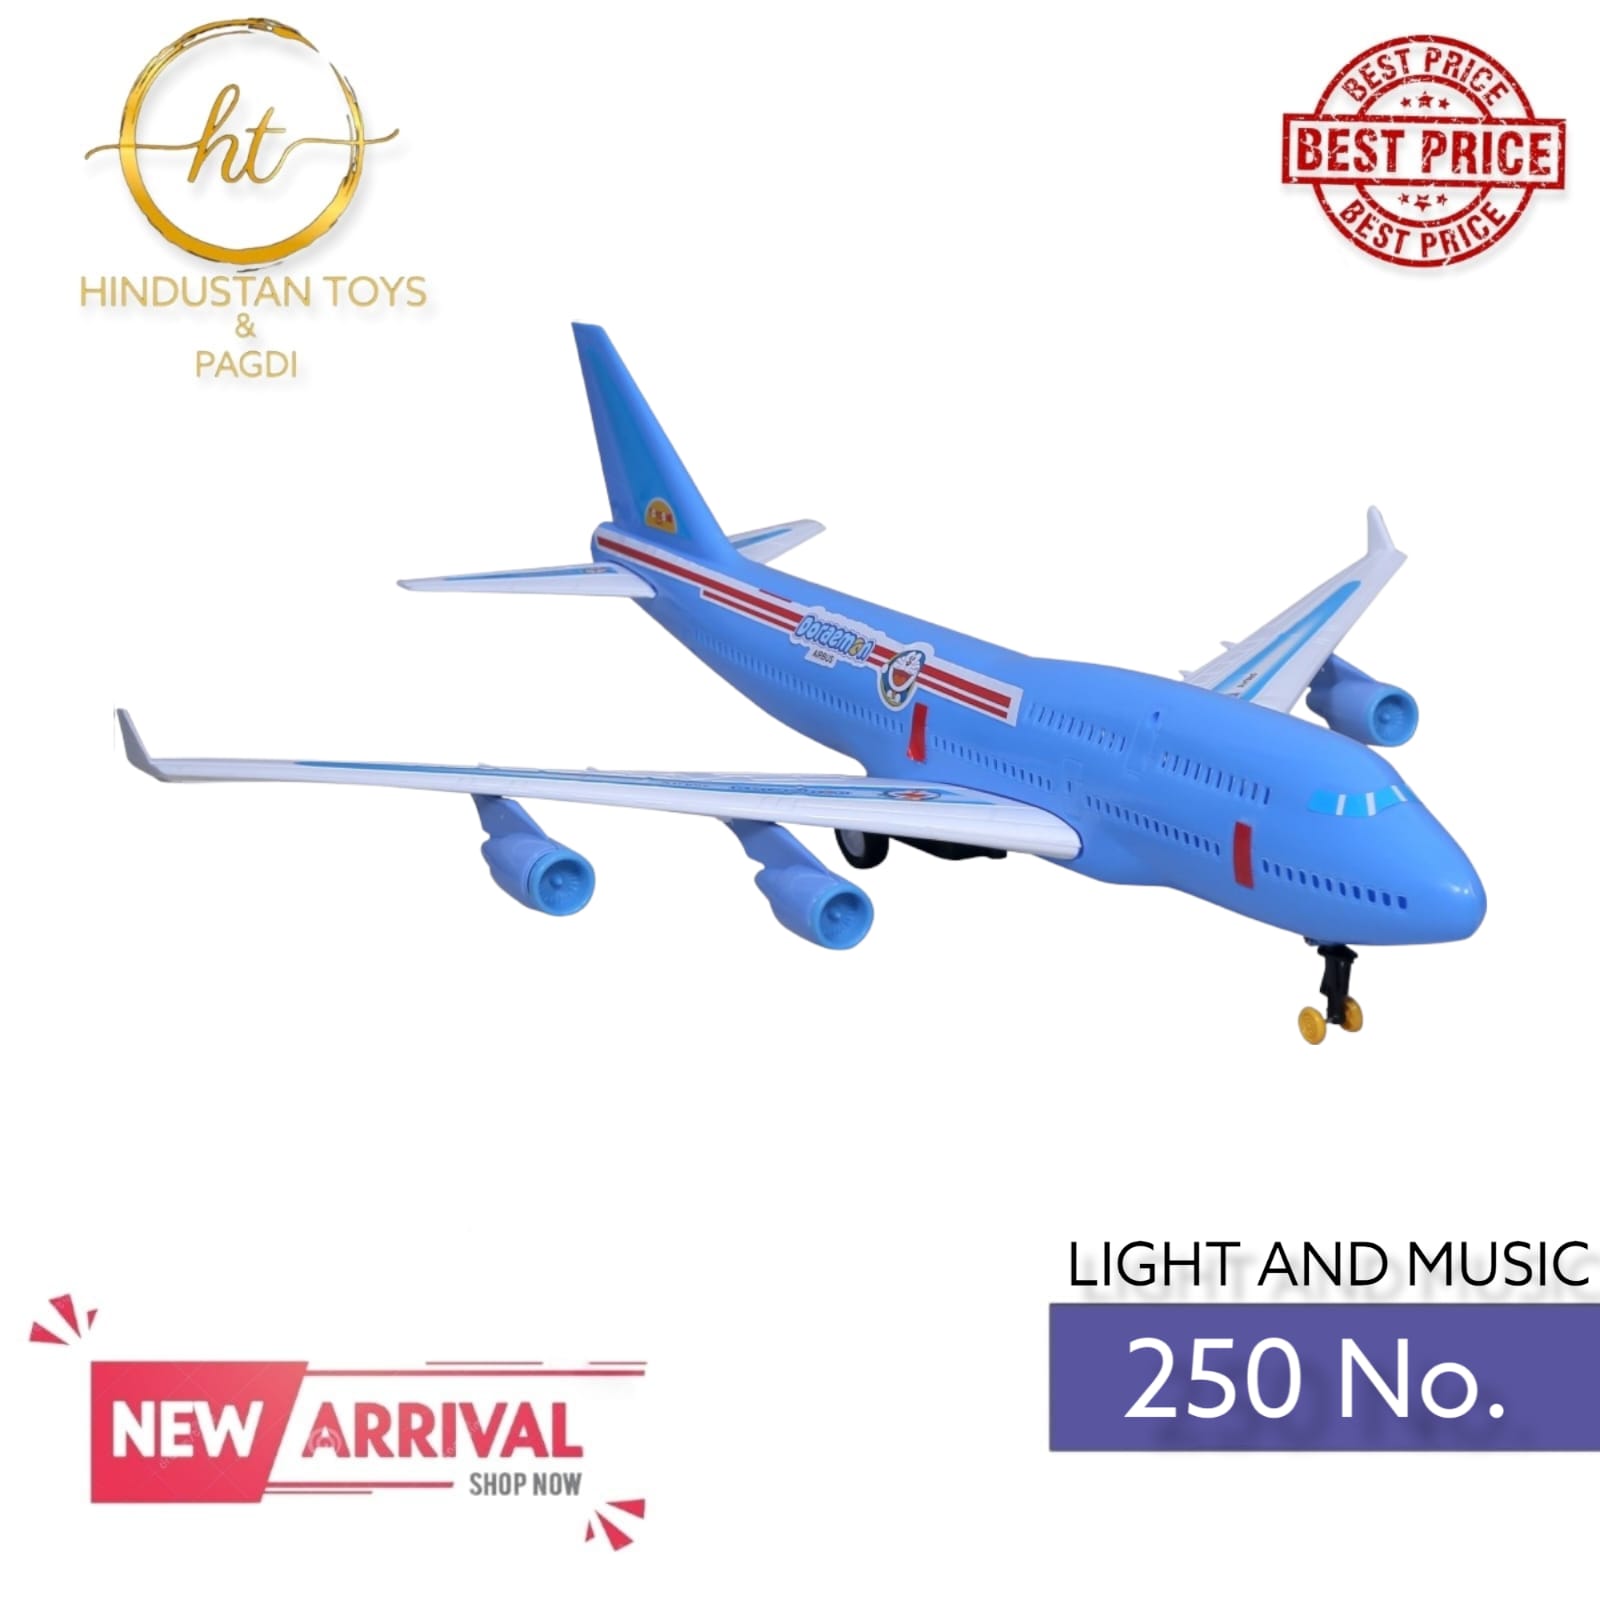 ht
HINDUSTAN TOYS
&
PAGDI
BEST PRICE
BEST PRICE
BEST PRICE
DORAEMON
AIRBUS
LIGHT AND MUSIC
250 No.
NEW ARRIVAL
SHOP NOW